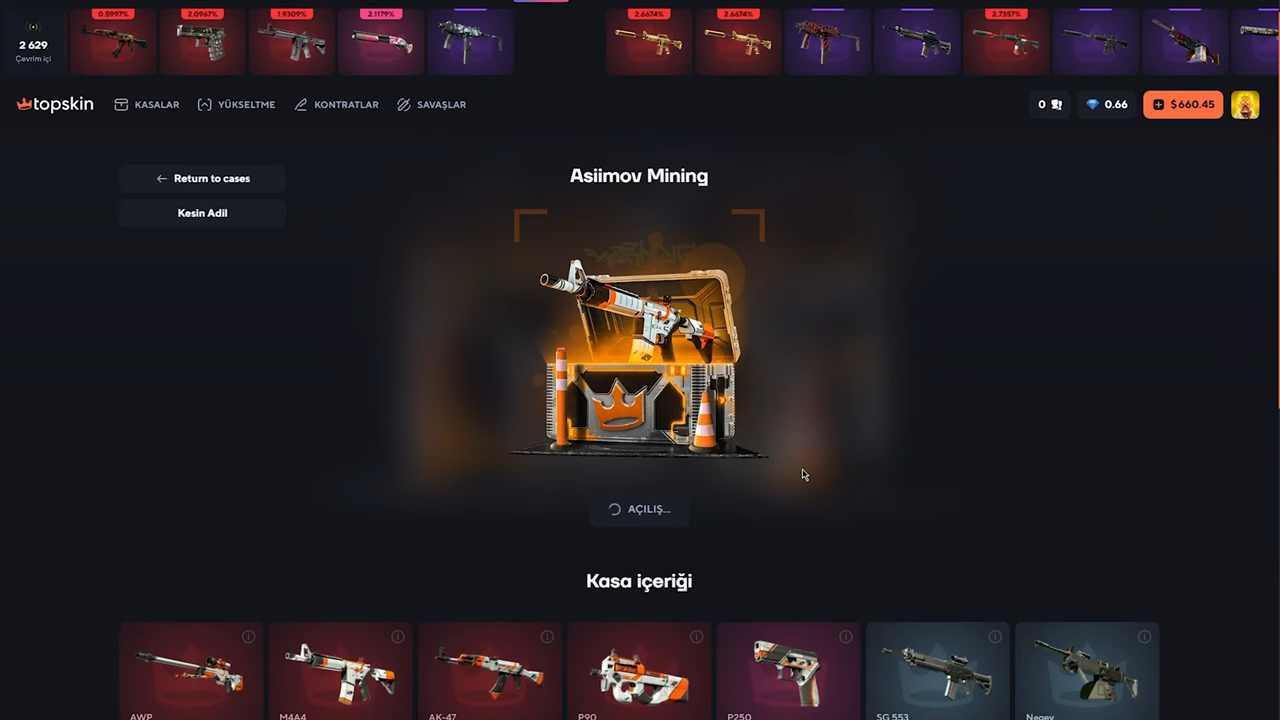 0.5997%
2.0967%
1.9309%
2.1179%
2.6674%
2.6674%
2.7357%
2 629
Çevrim içi
topskin
KASALAR
YÜKSELTME
KONTRATLAR
SAVAŞLAR
0
0.66
$660.45
Return to cases
Kesin Adil
Asiimov Mining
AÇILIŞ...
Kasa içeriği
AWP
M4A4
AK-47
P90
P250
SG 553
Negev